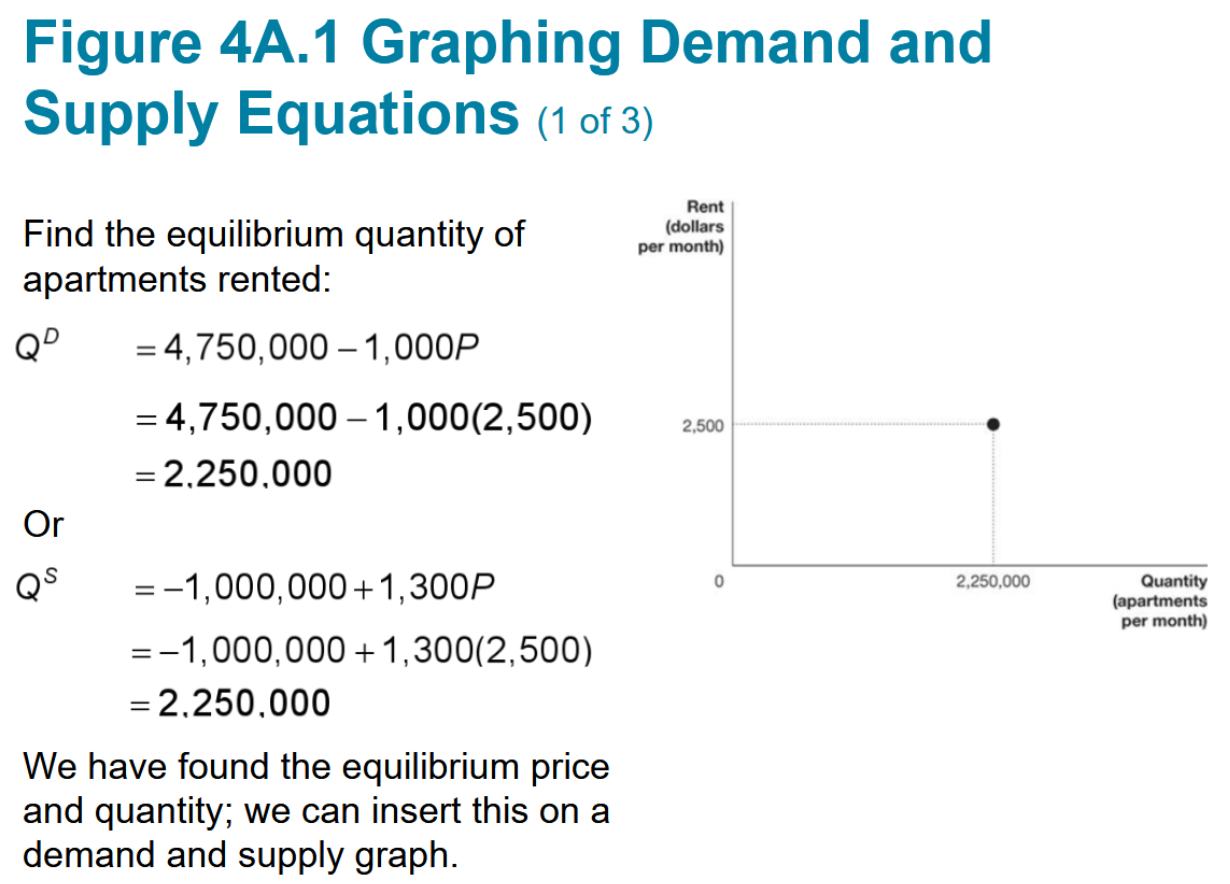 Figure 4A.1 Graphing Demand and
Supply Equations (1 of 3)
Find the equilibrium quantity of
apartments rented:
Q^D = 4,750,000 – 1,000P
= 4,750,000 – 1,000(2,500)
= 2,250,000
Or
Q^S = –1,000,000 + 1,300P
= –1,000,000 + 1,300(2,500)
= 2,250,000
We have found the equilibrium price
and quantity; we can insert this on a
demand and supply graph.
Rent
(dollars
per month)
2,500
0
2,250,000
Quantity
(apartments
per month)